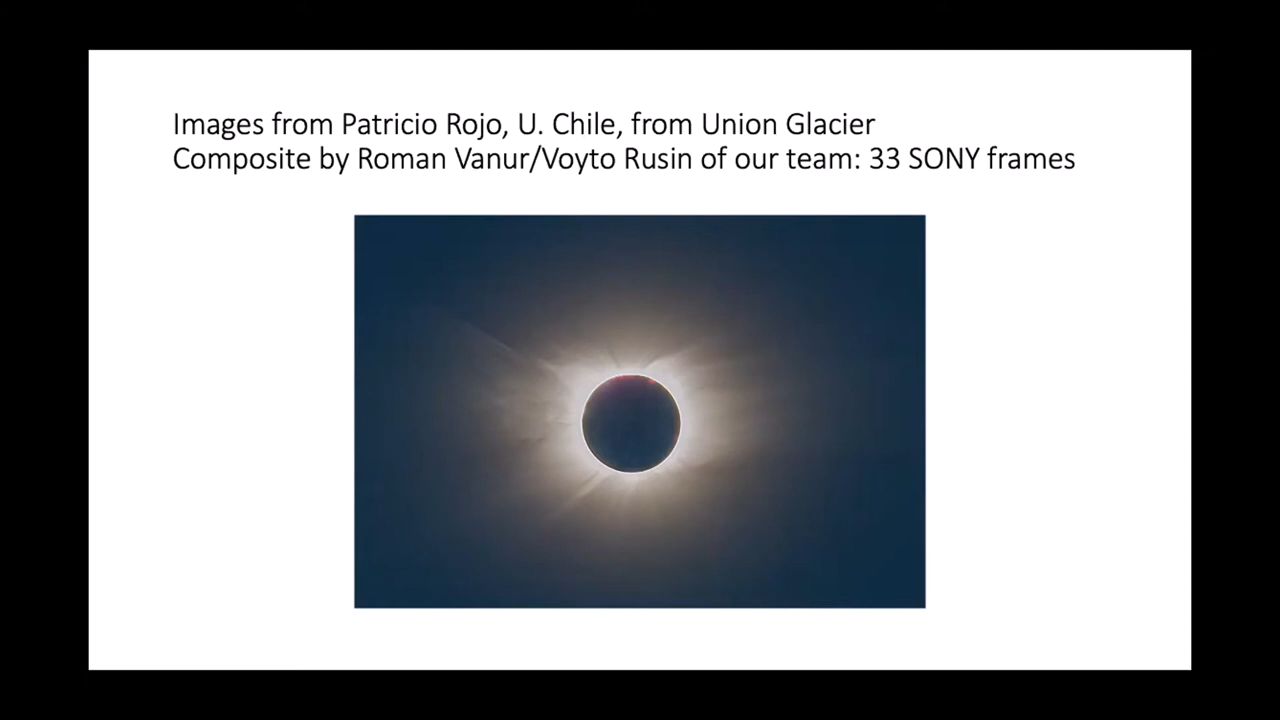 Images from Patricio Rojo, U. Chile, from Union Glacier
Composite by Roman Vanur/Voyto Rusin of our team: 33 SONY frames